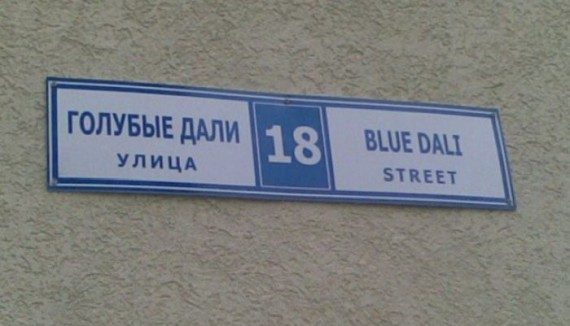 ГОЛУБЫЕ ДАЛИ
УЛИЦА
18
BLUE DALI
STREET